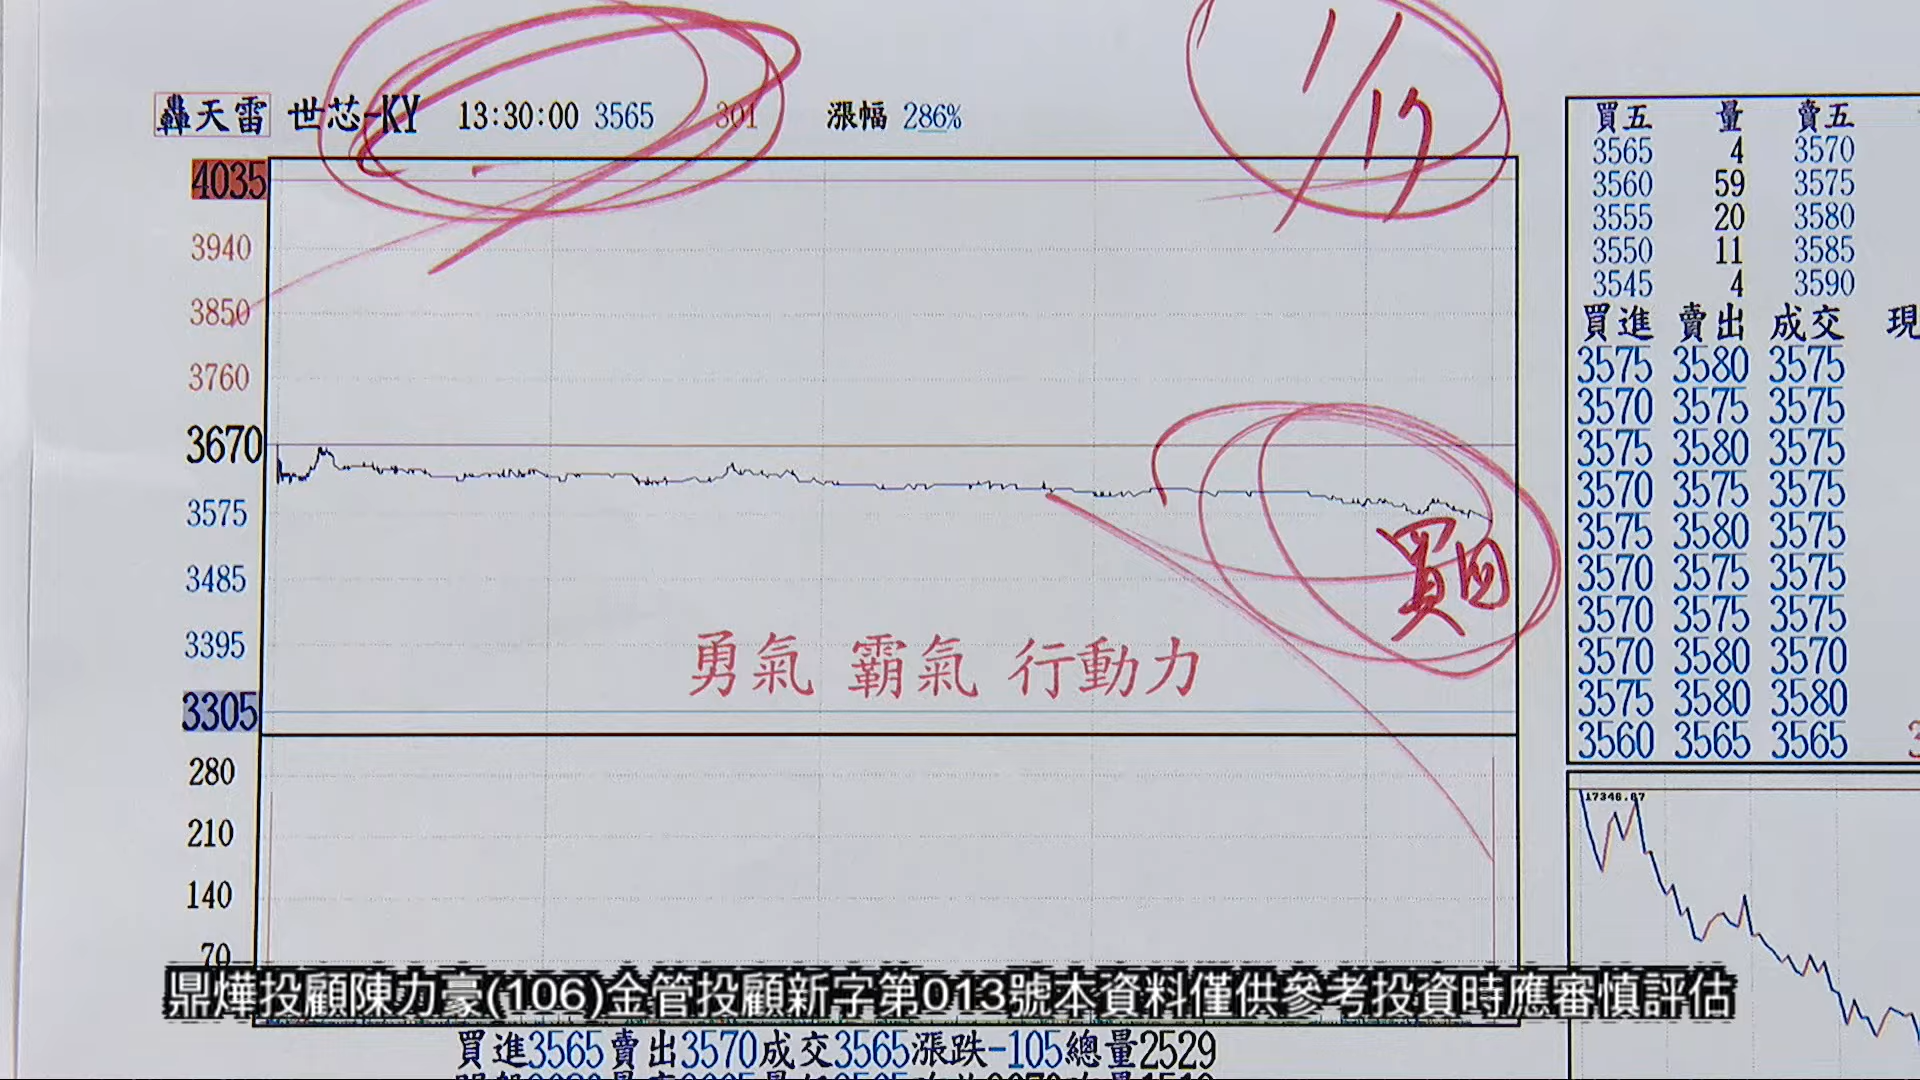 1/17
轟天雷 世芯-KY 13:30:00 3565 301 漲幅 286%
4035
3940
3850
3760
3670
3575
3485
3395
3305
280
210
140
70
買回
勇氣 霸氣 行動力
買五 量 賣五
3565 4 3570
3560 59 3575
3555 20 3580
3550 11 3585
3545 4 3590
買進 賣出 成交 現
3575 3580 3575
3570 3575 3575
3575 3580 3575
3570 3575 3575
3575 3580 3575
3570 3575 3575
3570 3575 3575
3570 3580 3570
3575 3580 3580
3560 3565 3565
17346.87
鼎燁投顧陳力豪(106)金管投顧新字第013號本資料僅供參考投資時應審慎評估
買進3565賣出3570成交3565漲跌-105總量2529